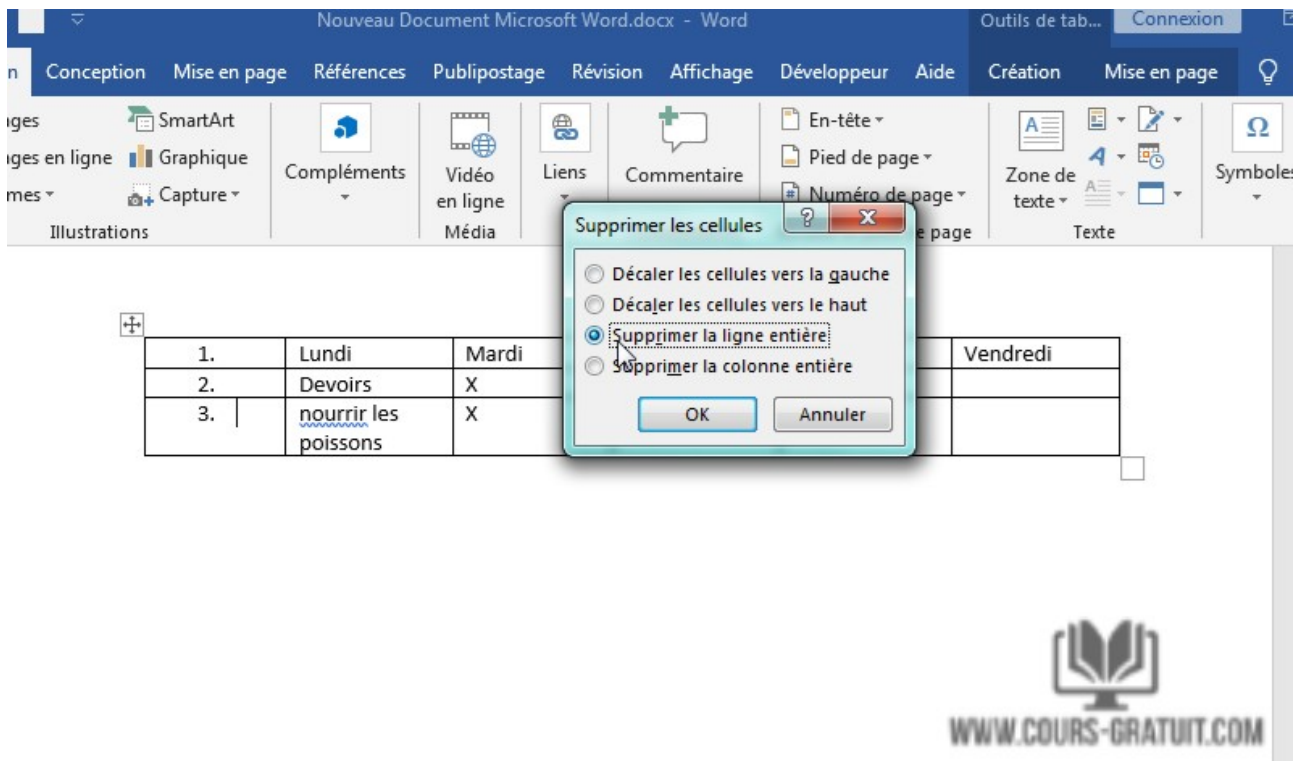 Nouveau Document Microsoft Word.docx - Word
Outils de tab...
Connexion
n Conception Mise en page Références Publipostage Révision Affichage Développeur Aide Création Mise en page
ages
SmartArt
ages en ligne
Graphique
mes
Capture
Illustrations
Compléments
Vidéo
en ligne
Média
Liens
Commentaire
En-tête
Pied de page
Numéro de page
e page
Zone de
texte
Texte
Symboles
Supprimer les cellules
Décaler les cellules vers la gauche
Décaler les cellules vers le haut
Supprimer la ligne entière
Supprimer la colonne entière
OK Annuler
1. Lundi Mardi Vendredi
2. Devoirs X
3. nourrir les X
poissons
WWW.COURS-GRATUIT.COM